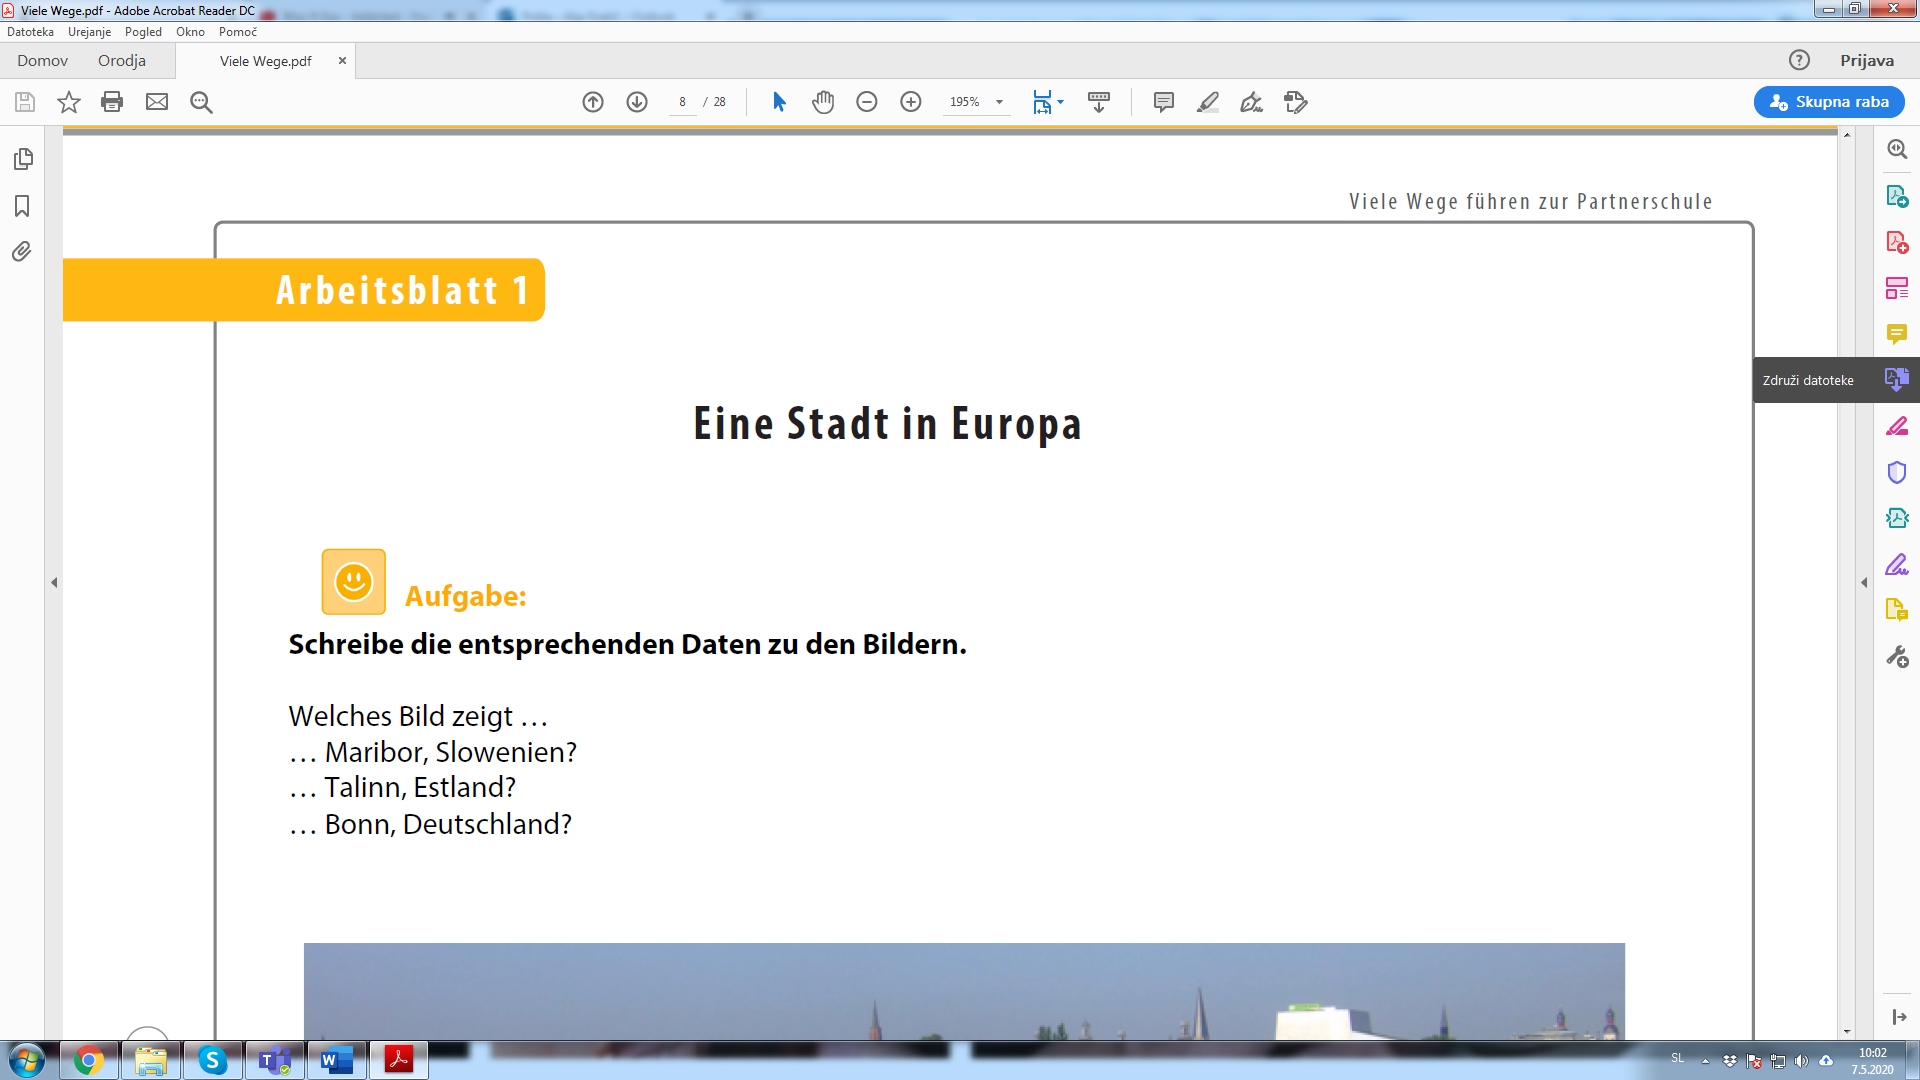 Viele Wege.pdf - Adobe Acrobat Reader DC
Datoteka Urejanje Pogled Okno Pomoč
Domov Orodja Viele Wege.pdf × ? Prijava
8 / 28 195% Skupna raba
Viele Wege führen zur Partnerschule
Arbeitsblatt 1
Združi datoteke
Eine Stadt in Europa
Aufgabe:
Schreibe die entsprechenden Daten zu den Bildern.
Welches Bild zeigt …
… Maribor, Slowenien?
… Talinn, Estland?
… Bonn, Deutschland?
SL 10:02
7.5.2020